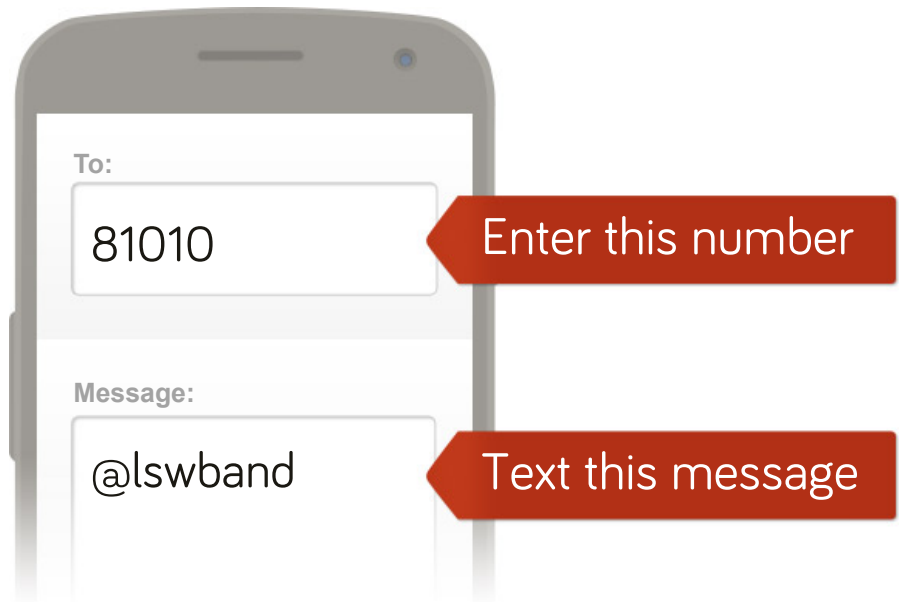 To:
81010
Enter this number
Message:
@lswband
Text this message